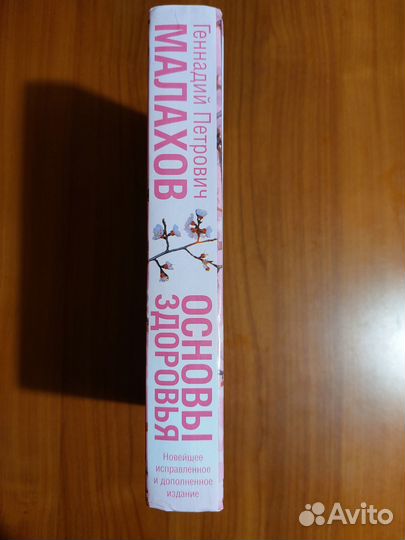 Геннадий Петрович
МАЛАХОВ
ОСНОВЫ
ЗДОРОВЬЯ
Новейшее
исправленное
и дополненное
издание
Avito